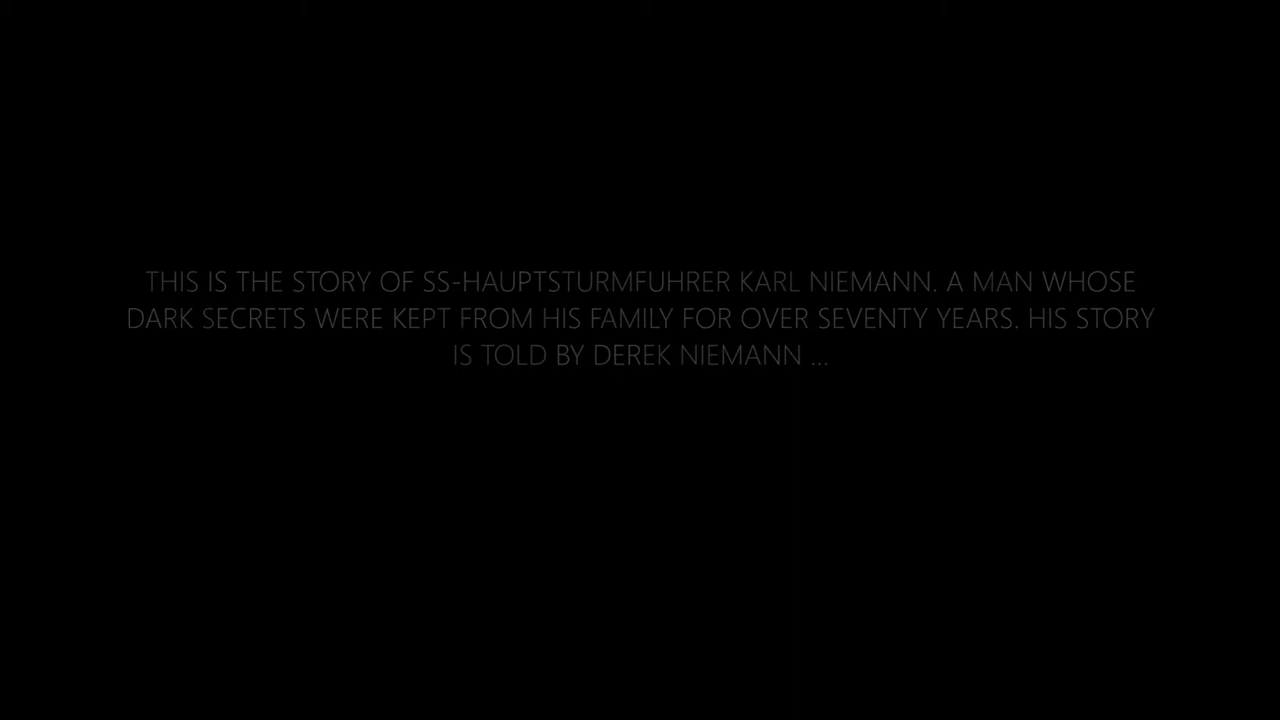 THIS IS THE STORY OF SS-HAUPTSTURMFUHRER KARL NIEMANN. A MAN WHOSE
DARK SECRETS WERE KEPT FROM HIS FAMILY FOR OVER SEVENTY YEARS. HIS STORY
IS TOLD BY DEREK NIEMANN ...